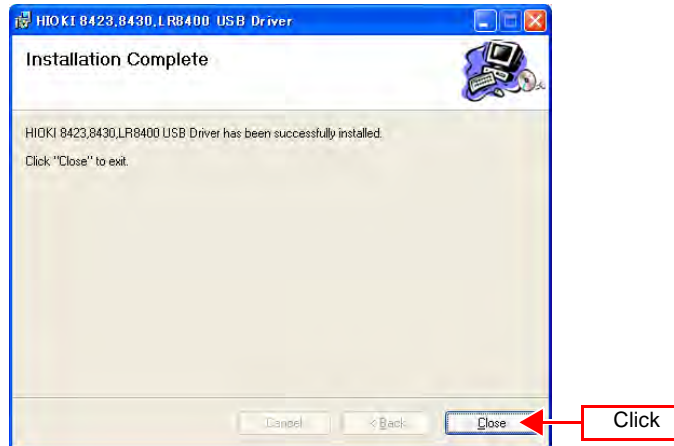 HIOKI 8423,8430,LR8400 USB Driver
Installation Complete
HIOKI 8423,8430,LR8400 USB Driver has been successfully installed.
Click "Close" to exit.
Cancel
< Back
Close
Click